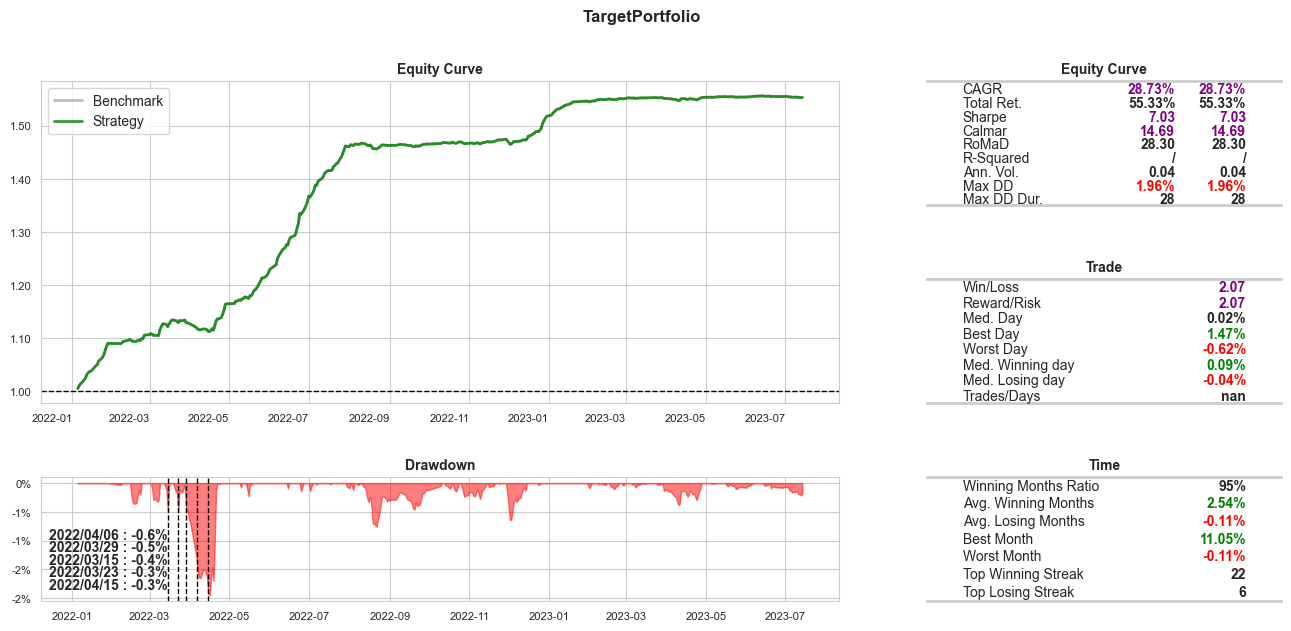 TargetPortfolio
Equity Curve
Benchmark
Strategy
1.50
1.40
1.30
1.20
1.10
1.00
2022-01 2022-03 2022-05 2022-07 2022-09 2022-11 2022-01 2023-03 2023-05 2023-07
Drawdown
0%
-1%
-1%
-2%
-2%
2022/04/06 : -0.6%
2022/03/29 : -0.5%
2022/03/15 : -0.4%
2022/03/23 : -0.3%
2022/04/15 : -0.3%
2022-01 2022-03 2022-05 2022-07 2022-09 2022-11 2023-01 2023-03 2023-05 2023-07
Equity Curve
CAGR 28.73% 28.73%
Total Ret. 55.33% 55.33%
Sharpe 7.03 7.03
Calmar 14.69 14.69
RoMaD 28.30 28.30
R-Squared / /
Ann. Vol. 0.04 0.04
Max DD 1.96% 1.96%
Max DD Dur. 28 28
Trade
Win/Loss 2.07
Reward/Risk 2.07
Med. Day 0.02%
Best Day 1.47%
Worst Day -0.62%
Med. Winning day 0.09%
Med. Losing day -0.04%
Trades/Days nan
Time
Winning Months Ratio 95%
Avg. Winning Months 2.54%
Avg. Losing Months -0.11%
Best Month 11.05%
Worst Month -0.11%
Top Winning Streak 22
Top Losing Streak 6